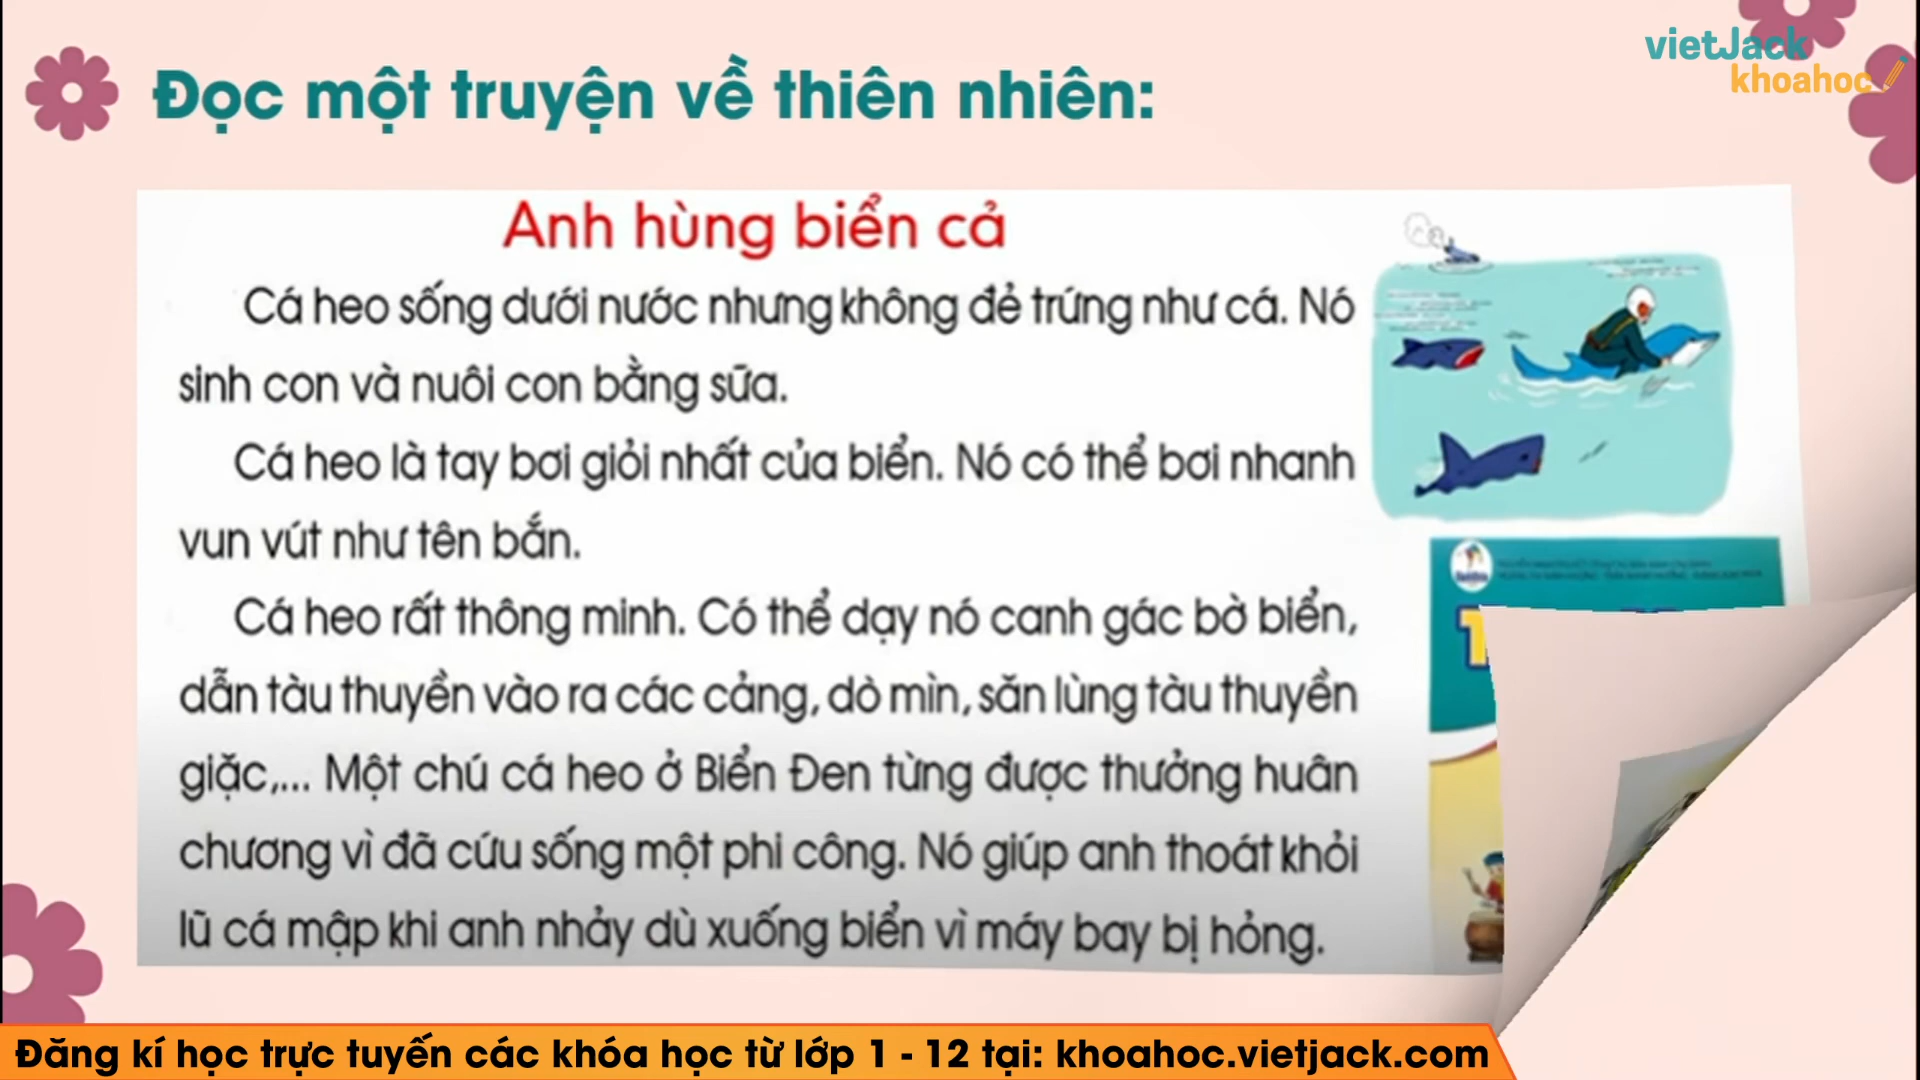 vietJack
khoahoc
Đọc một truyện về thiên nhiên:
Anh hùng biển cả
Cá heo sống dưới nước nhưng không đẻ trứng như cá. Nó
sinh con và nuôi con bằng sữa.
Cá heo là tay bơi giỏi nhất của biển. Nó có thể bơi nhanh
vun vút như tên bắn.
Cá heo rất thông minh. Có thể dạy nó canh gác bờ biển,
dẫn tàu thuyền vào ra các cảng, dò mìn, săn lùng tàu thuyền
giặc,... Một chú cá heo ở Biển Đen từng được thưởng huân
chương vì đã cứu sống một phi công. Nó giúp anh thoát khỏi
lũ cá mập khi anh nhảy dù xuống biển vì máy bay bị hỏng.
Đăng kí học trực tuyến các khóa học từ lớp 1 - 12 tại: khoahoc.vietjack.com